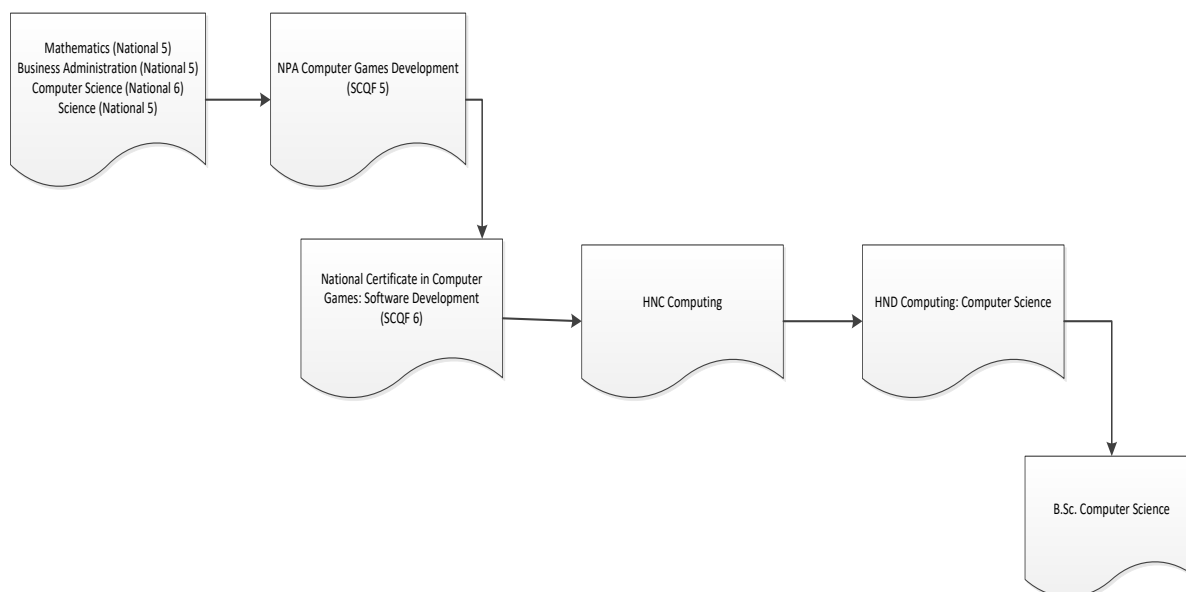 Mathematics (National 5)
Business Administration (National 5)
Computer Science (National 6)
Science (National 5)
NPA Computer Games Development
(SCQF 5)
National Certificate in Computer
Games: Software Development
(SCQF 6)
HNC Computing
HND Computing: Computer Science
B.Sc. Computer Science